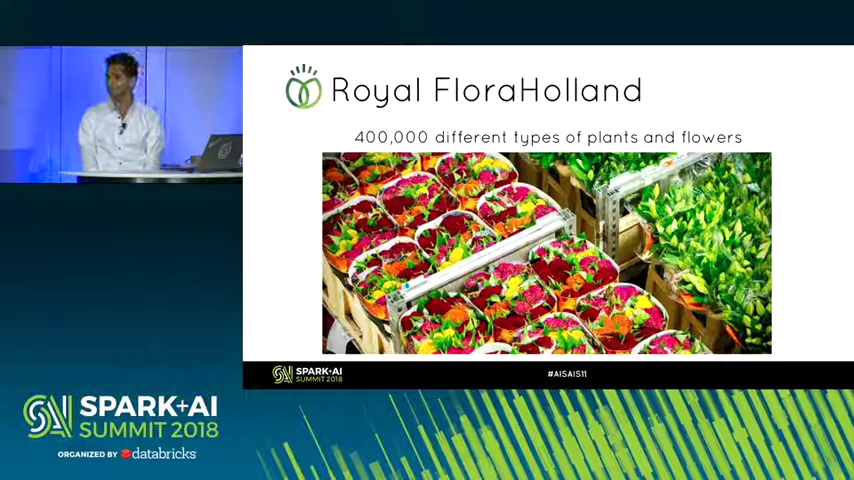 Royal FloraHolland
400,000 different types of plants and flowers
SPARK+AI
SUMMIT 2018
#AISAIS11
SPARK+AI
SUMMIT 2018
ORGANIZED BY databricks